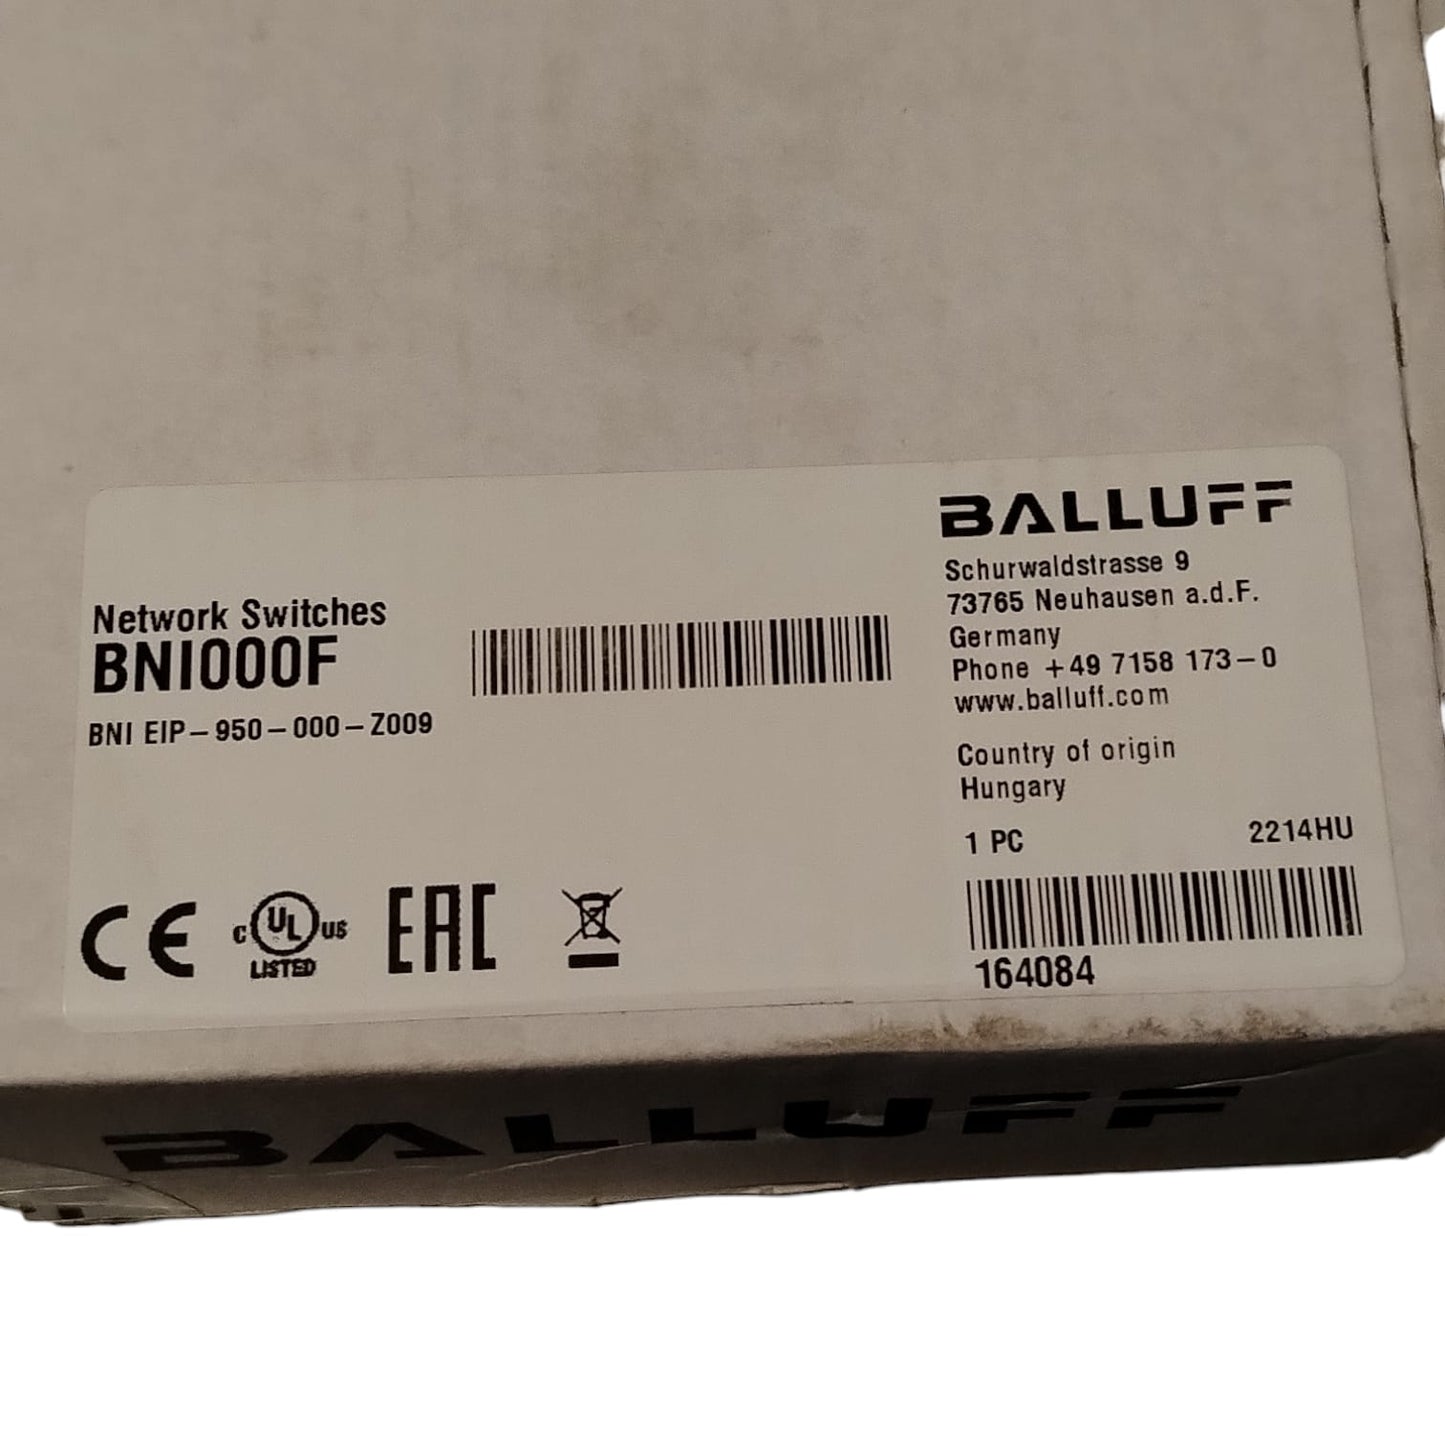 Network Switches
BNI000F
BNI EIP-950-000-Z009
CE
c UL us
LISTED
EAC
BALLUFF
Schurwaldstrasse 9
73765 Neuhausen a.d.F.
Germany
Phone +49 7158 173-0
www.balluff.com
Country of origin
Hungary
1 PC 2214HU
164084
BALLUFF